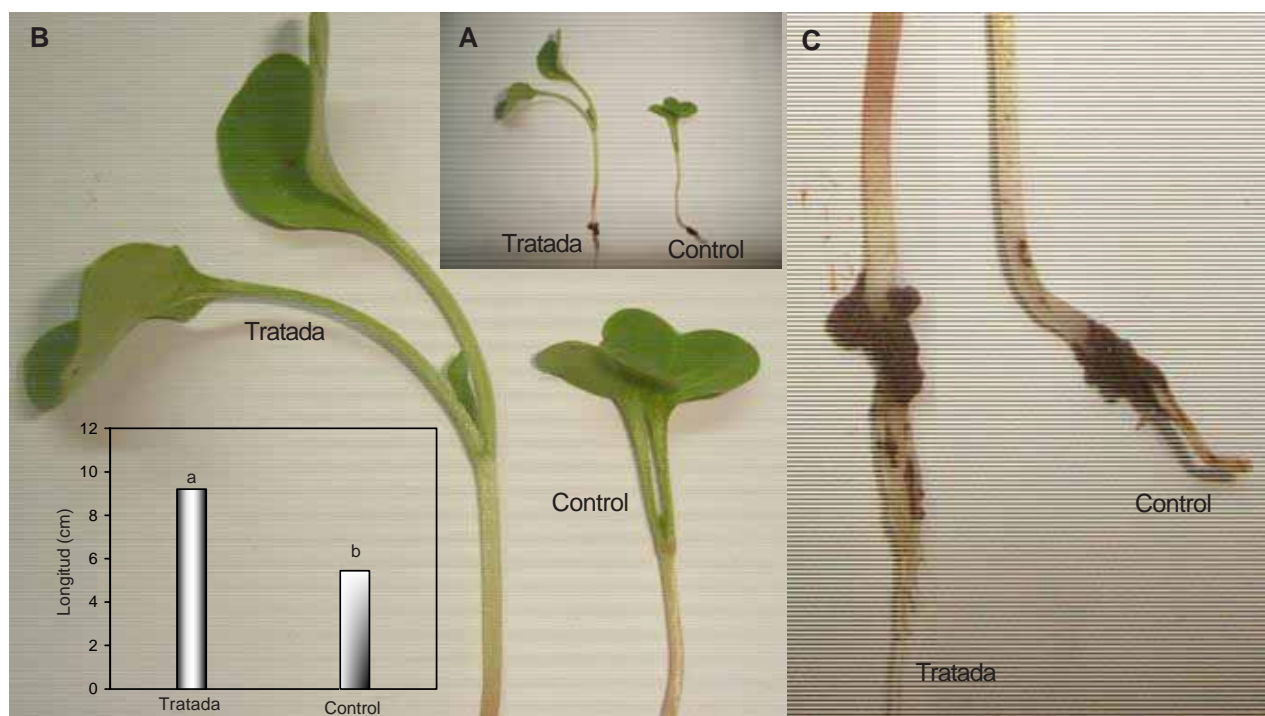 B
A
C
Tratada
Control
Tratada
Control
Longitud (cm)
12
10
8
6
4
2
0
a
b
Tratada
Control
Control
Tratada